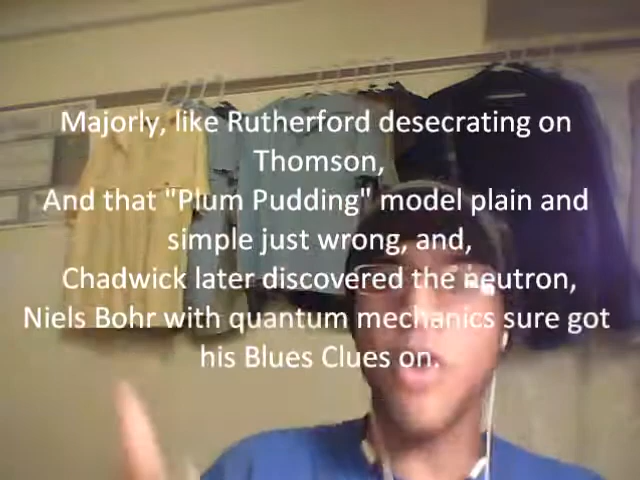 Majorly, like Rutherford desecrating on
Thomson,
And that "Plum Pudding" model plain and
simple just wrong, and,
Chadwick later discovered the neutron,
Niels Bohr with quantum mechanics sure got
his Blues Clues on.